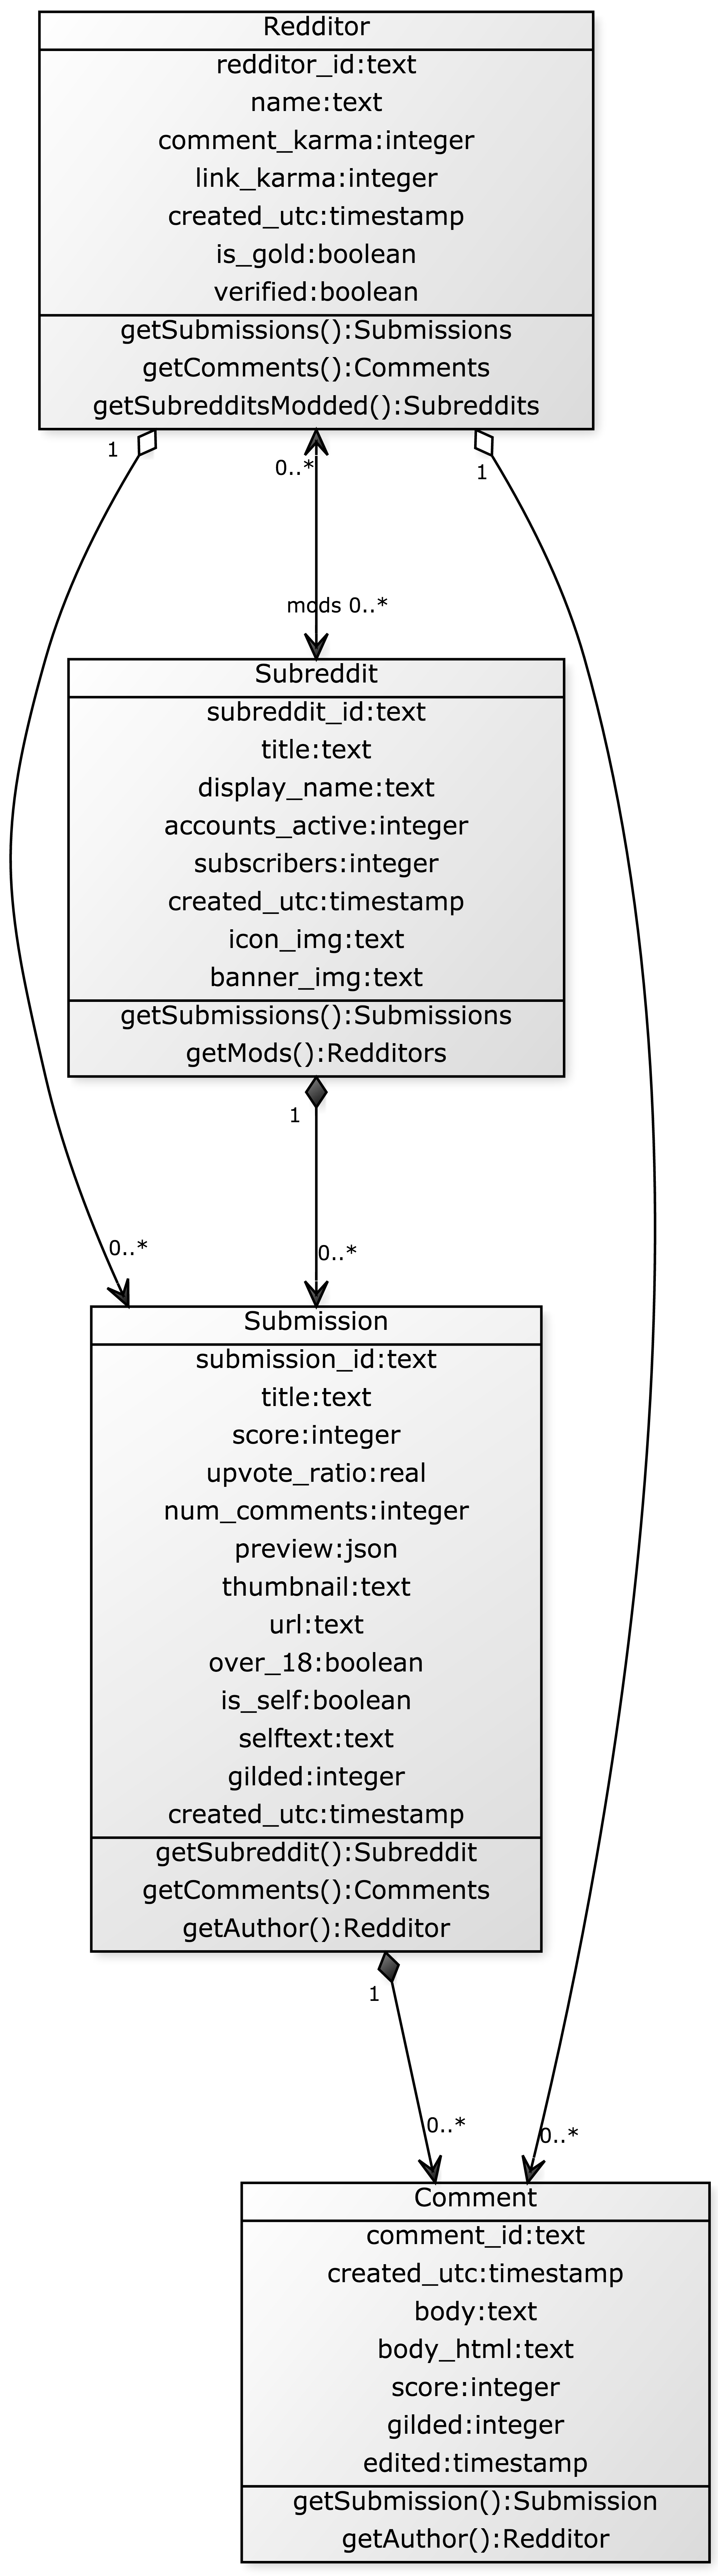 Redditor
redditor_id:text
name:text
comment_karma:integer
link_karma:integer
created_utc:timestamp
is_gold:boolean
verified:boolean
getSubmissions():Submissions
getComments():Comments
getSubredditsModded():Subreddits
1
0..*
1
mods 0..*
Subreddit
subreddit_id:text
title:text
display_name:text
accounts_active:integer
subscribers:integer
created_utc:timestamp
icon_img:text
banner_img:text
getSubmissions():Submissions
getMods():Redditors
1
0..*
0..*
Submission
submission_id:text
title:text
score:integer
upvote_ratio:real
num_comments:integer
preview:json
thumbnail:text
url:text
over_18:boolean
is_self:boolean
selftext:text
gilded:integer
created_utc:timestamp
getSubreddit():Subreddit
getComments():Comments
getAuthor():Redditor
1
0..*
0..*
Comment
comment_id:text
created_utc:timestamp
body:text
body_html:text
score:integer
gilded:integer
edited:timestamp
getSubmission():Submission
getAuthor():Redditor